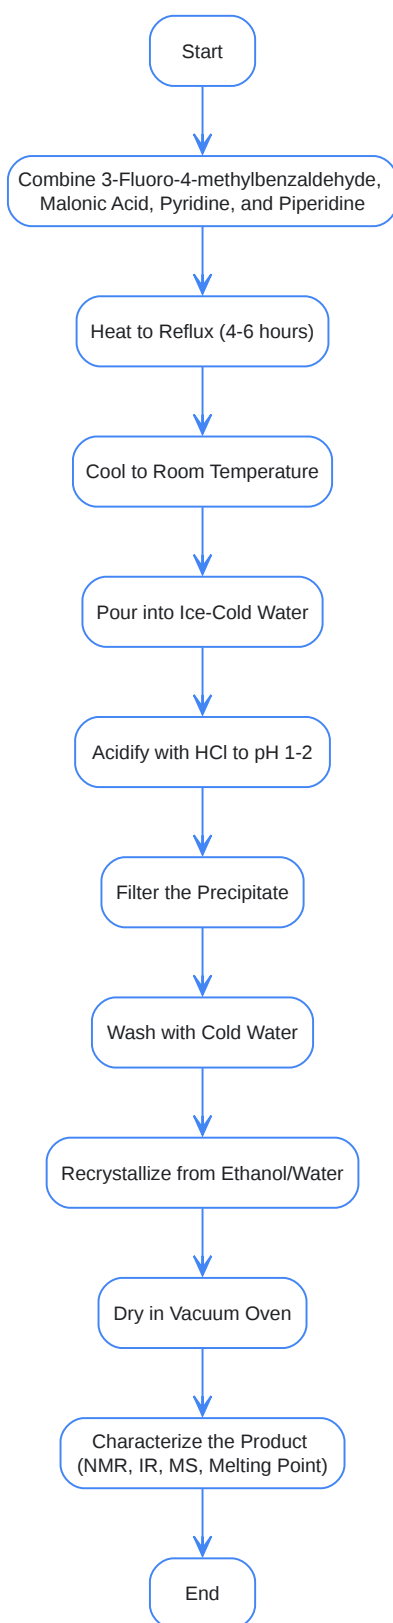 Start
Combine 3-Fluoro-4-methylbenzaldehyde,
Malonic Acid, Pyridine, and Piperidine
Heat to Reflux (4-6 hours)
Cool to Room Temperature
Pour into Ice-Cold Water
Acidify with HCl to pH 1-2
Filter the Precipitate
Wash with Cold Water
Recrystallize from Ethanol/Water
Dry in Vacuum Oven
Characterize the Product
(NMR, IR, MS, Melting Point)
End